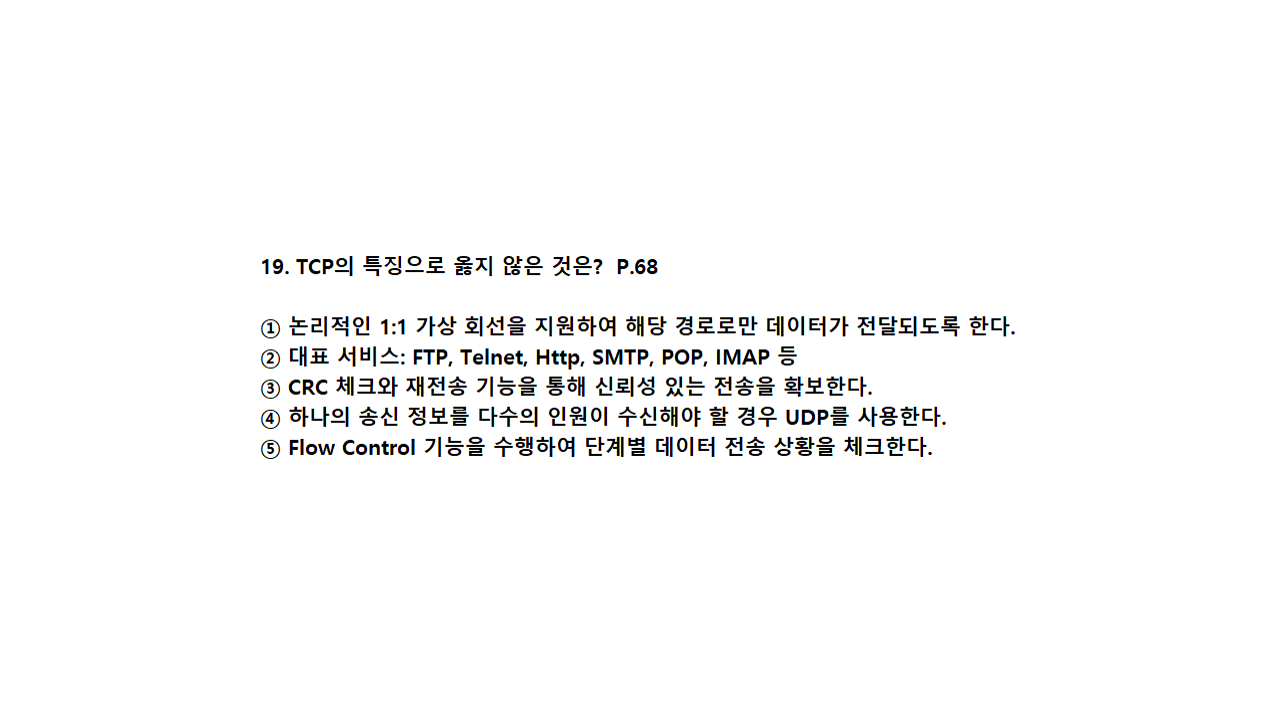 19. TCP의 특징으로 옳지 않은 것은? P.68
① 논리적인 1:1 가상 회선을 지원하여 해당 경로로만 데이터가 전달되도록 한다.
② 대표 서비스: FTP, Telnet, Http, SMTP, POP, IMAP 등
③ CRC 체크와 재전송 기능을 통해 신뢰성 있는 전송을 확보한다.
④ 하나의 송신 정보를 다수의 인원이 수신해야 할 경우 UDP를 사용한다.
⑤ Flow Control 기능을 수행하여 단계별 데이터 전송 상황을 체크한다.